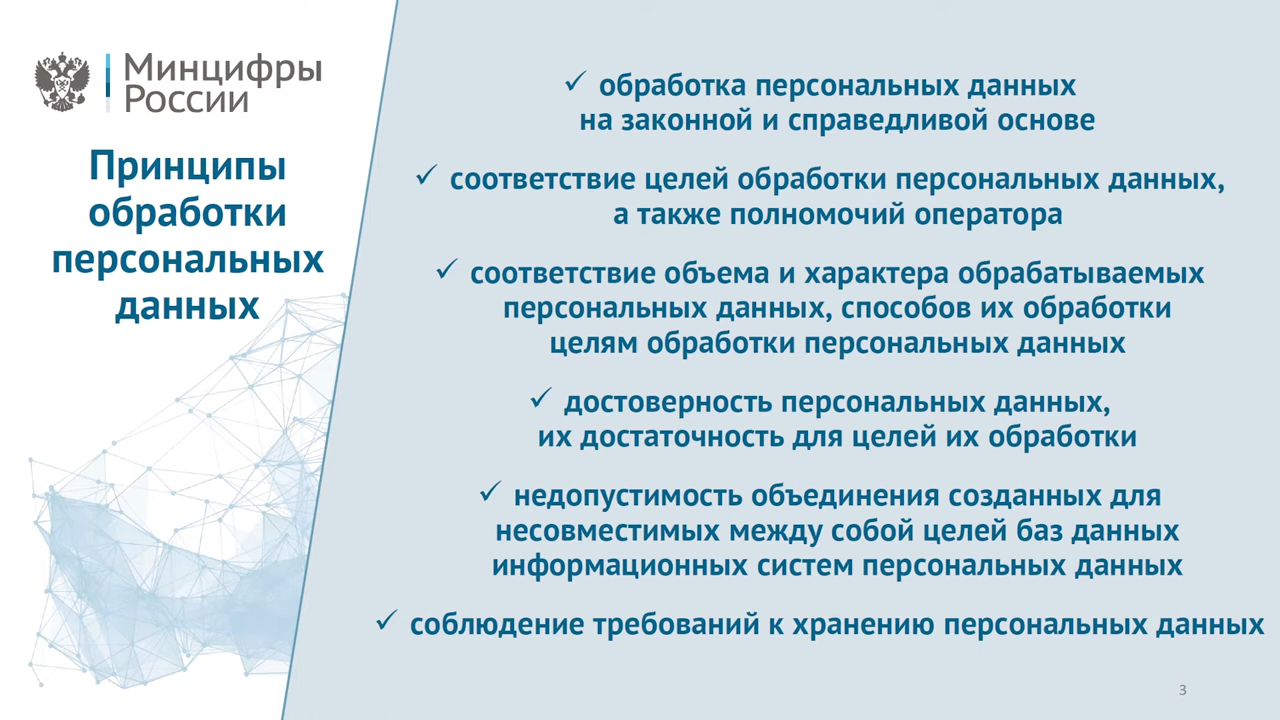 Минцифры
России
Принципы
обработки
персональных
данных
✓ обработка персональных данных
на законной и справедливой основе
✓ соответствие целей обработки персональных данных,
а также полномочий оператора
✓ соответствие объема и характера обрабатываемых
персональных данных, способов их обработки
целям обработки персональных данных
✓ достоверность персональных данных,
их достаточность для целей их обработки
✓ недопустимость объединения созданных для
несовместимых между собой целей баз данных
информационных систем персональных данных
✓ соблюдение требований к хранению персональных данных
3